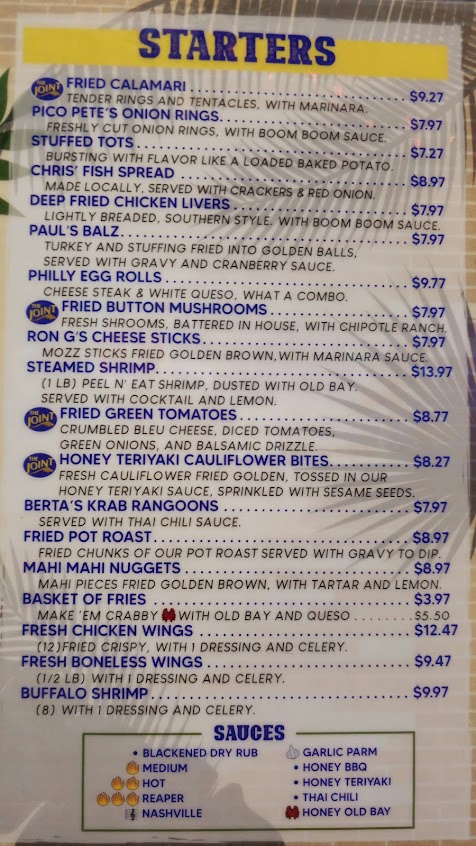 STARTERS
THE JOINT FRIED CALAMARI $9.27
TENDER RINGS AND TENTACLES, WITH MARINARA.
PICO PETE'S ONION RINGS $7.97
FRESHLY CUT ONION RINGS, WITH BOOM BOOM SAUCE.
STUFFED TOTS $7.27
BURSTING WITH FLAVOR LIKE A LOADED BAKED POTATO.
CHRIS' FISH SPREAD $8.97
MADE LOCALLY, SERVED WITH CRACKERS & RED ONION.
DEEP FRIED CHICKEN LIVERS $7.97
LIGHTLY BREADED, SOUTHERN STYLE, WITH BOOM BOOM SAUCE.
PAUL'S BALZ $7.97
TURKEY AND STUFFING FRIED INTO GOLDEN BALLS,
SERVED WITH GRAVY AND CRANBERRY SAUCE.
PHILLY EGG ROLLS $9.77
CHEESE STEAK & WHITE QUESO, WHAT A COMBO.
THE JOINT FRIED BUTTON MUSHROOMS $7.97
FRESH SHROOMS, BATTERED IN HOUSE, WITH CHIPOTLE RANCH.
RON G'S CHEESE STICKS $7.97
MOZZ STICKS FRIED GOLDEN BROWN, WITH MARINARA SAUCE.
STEAMED SHRIMP $13.97
(1 LB) PEEL N' EAT SHRIMP, DUSTED WITH OLD BAY.
SERVED WITH COCKTAIL AND LEMON.
THE JOINT FRIED GREEN TOMATOES $8.77
CRUMBLED BLEU CHEESE, DICED TOMATOES,
GREEN ONIONS, AND BALSAMIC DRIZZLE.
THE JOINT HONEY TERIYAKI CAULIFLOWER BITES $8.27
FRESH CAULIFLOWER FRIED GOLDEN, TOSSED IN OUR
HONEY TERIYAKI SAUCE, SPRINKLED WITH SESAME SEEDS.
BERTA'S KRAB RANGOONS $7.97
SERVED WITH THAI CHILI SAUCE.
FRIED POT ROAST $8.97
FRIED CHUNKS OF OUR POT ROAST SERVED WITH GRAVY TO DIP.
MAHI MAHI NUGGETS $8.97
MAHI PIECES FRIED GOLDEN BROWN, WITH TARTAR AND LEMON.
BASKET OF FRIES $3.97
MAKE 'EM CRABBY WITH OLD BAY AND QUESO $5.50
FRESH CHICKEN WINGS $12.47
(12) FRIED CRISPY, WITH 1 DRESSING AND CELERY.
FRESH BONELESS WINGS $9.47
(1/2 LB) WITH 1 DRESSING AND CELERY.
BUFFALO SHRIMP $9.97
(8) WITH 1 DRESSING AND CELERY.
SAUCES
• BLACKENED DRY RUB
MEDIUM
HOT
REAPER
NASHVILLE
GARLIC PARM
• HONEY BBQ
• HONEY TERIYAKI
• THAI CHILI
HONEY OLD BAY